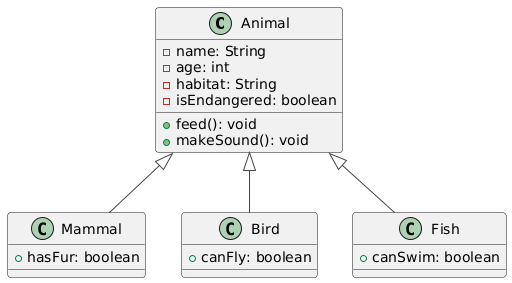 C Animal
name: String
age: int
habitat: String
isEndangered: boolean
feed(): void
makeSound(): void
C Mammal
hasFur: boolean
C Bird
canFly: boolean
C Fish
canSwim: boolean